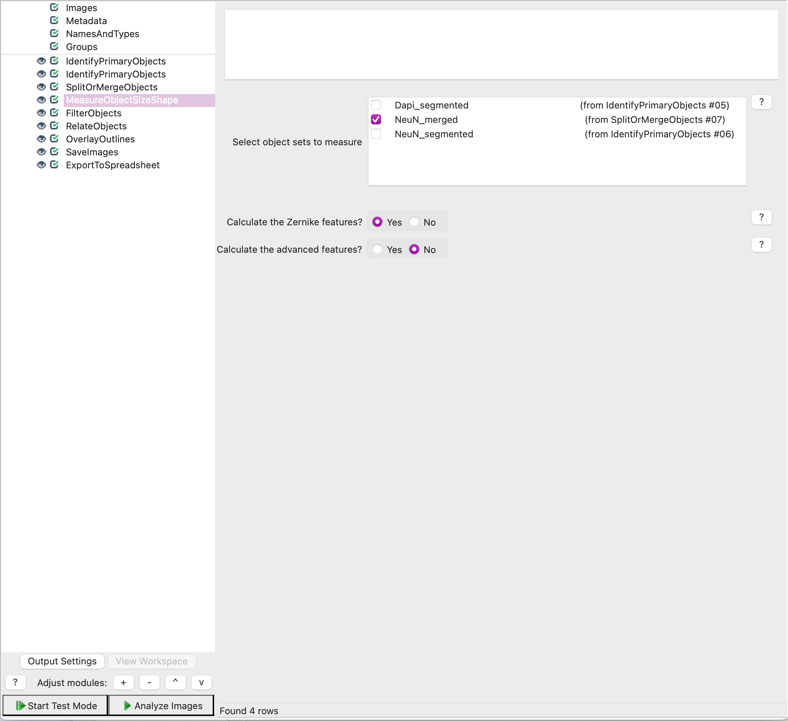 Images
Metadata
NamesAndTypes
Groups
IdentifyPrimaryObjects
IdentifyPrimaryObjects
SplitOrMergeObjects
MeasureObjectSizeShape
FilterObjects
RelateObjects
OverlayOutlines
SaveImages
ExportToSpreadsheet
Select object sets to measure
Dapi_segmented (from IdentifyPrimaryObjects #05)
NeuN_merged (from SplitOrMergeObjects #07)
NeuN_segmented (from IdentifyPrimaryObjects #06)
?
Calculate the Zernike features? Yes No ?
Calculate the advanced features? Yes No ?
Output Settings View Workspace
? Adjust modules: + - ^ v
Start Test Mode Analyze Images
Found 4 rows